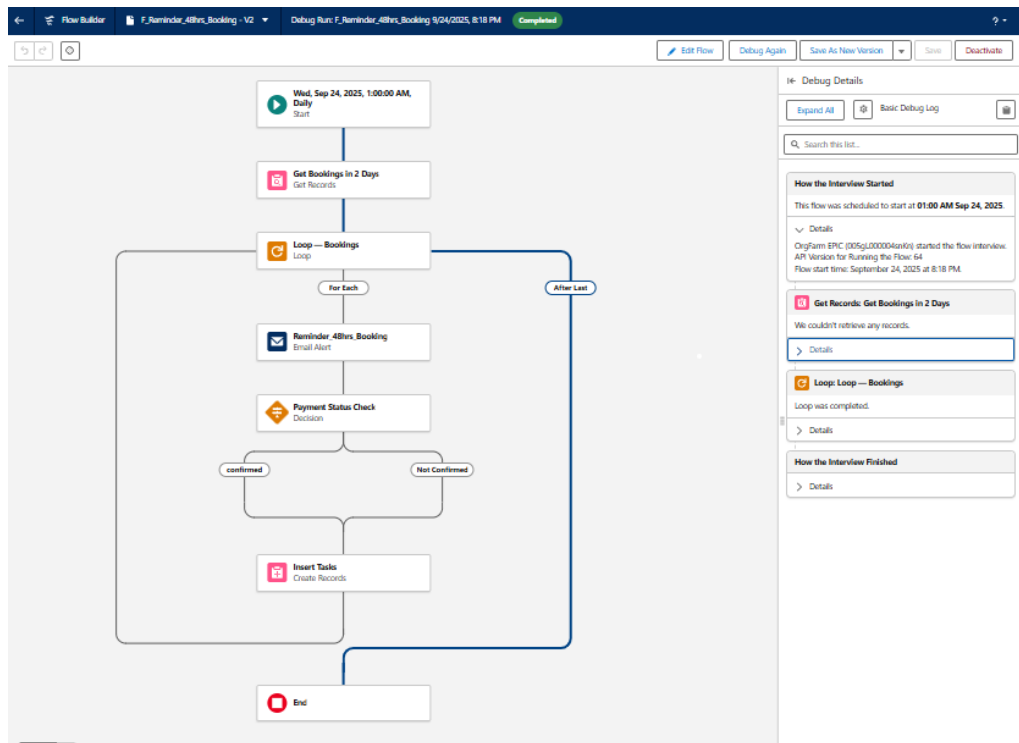 Flow Builder
F_Reminder_48hrs_Booking - V2
Debug Run: F_Reminder_48hrs_Booking 9/24/2025, 8:18 PM
Completed
?
Edit Flow
Debug Again
Save As New Version
Save
Deactivate
Wed, Sep 24, 2025, 1:00:00 AM,
Daily
Start
Get Bookings in 2 Days
Get Records
Loop — Bookings
Loop
For Each
After Last
Reminder_48hrs_Booking
Email Alert
Payment Status Check
Decision
confirmed
Not Confirmed
Insert Tasks
Create Records
End
Debug Details
Expand All
Basic Debug Log
Search this list...
How the Interview Started
This flow was scheduled to start at 01:00 AM Sep 24, 2025.
Details
OrgFarm EPIC (005gL000004snKn) started the flow interview.
API Version for Running the Flow: 64
Flow start time: September 24, 2025 at 8:18 PM.
Get Records: Get Bookings in 2 Days
We couldn't retrieve any records.
Details
Loop: Loop — Bookings
Loop was completed.
Details
How the Interview Finished
Details